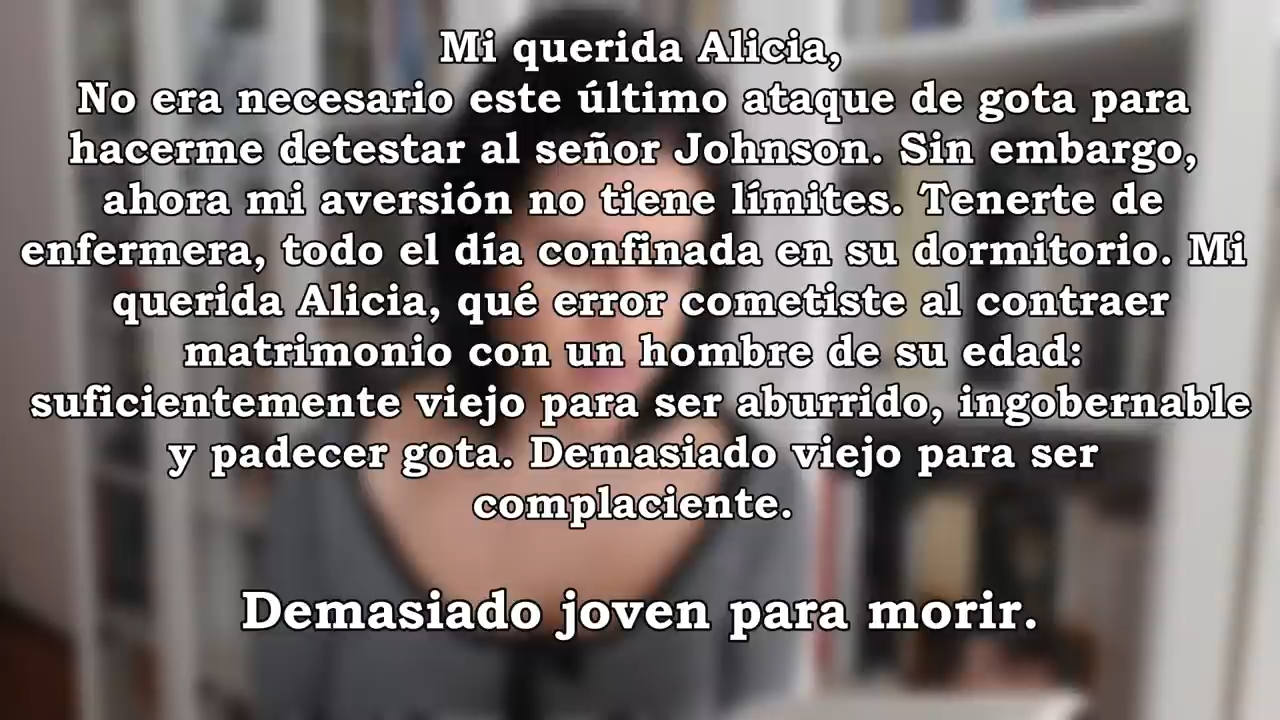 Mi querida Alicia,
No era necesario este último ataque de gota para
hacerme detestar al señor Johnson. Sin embargo,
ahora mi aversión no tiene límites. Tenerte de
enfermera, todo el día confinada en su dormitorio. Mi
querida Alicia, qué error cometiste al contraer
matrimonio con un hombre de su edad:
suficientemente viejo para ser aburrido, ingobernable
y padecer gota. Demasiado viejo para ser
complaciente.
Demasiado joven para morir.